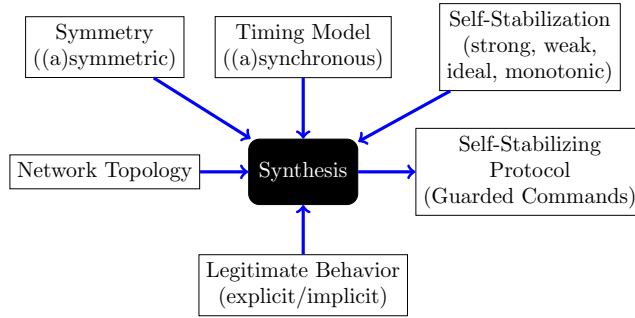 Symmetry
((a)symmetric)
Timing Model
((a)synchronous)
Self-Stabilization
(strong, weak,
ideal, monotonic)
Network Topology
Synthesis
Self-Stabilizing
Protocol
(Guarded Commands)
Legitimate Behavior
(explicit/implicit)